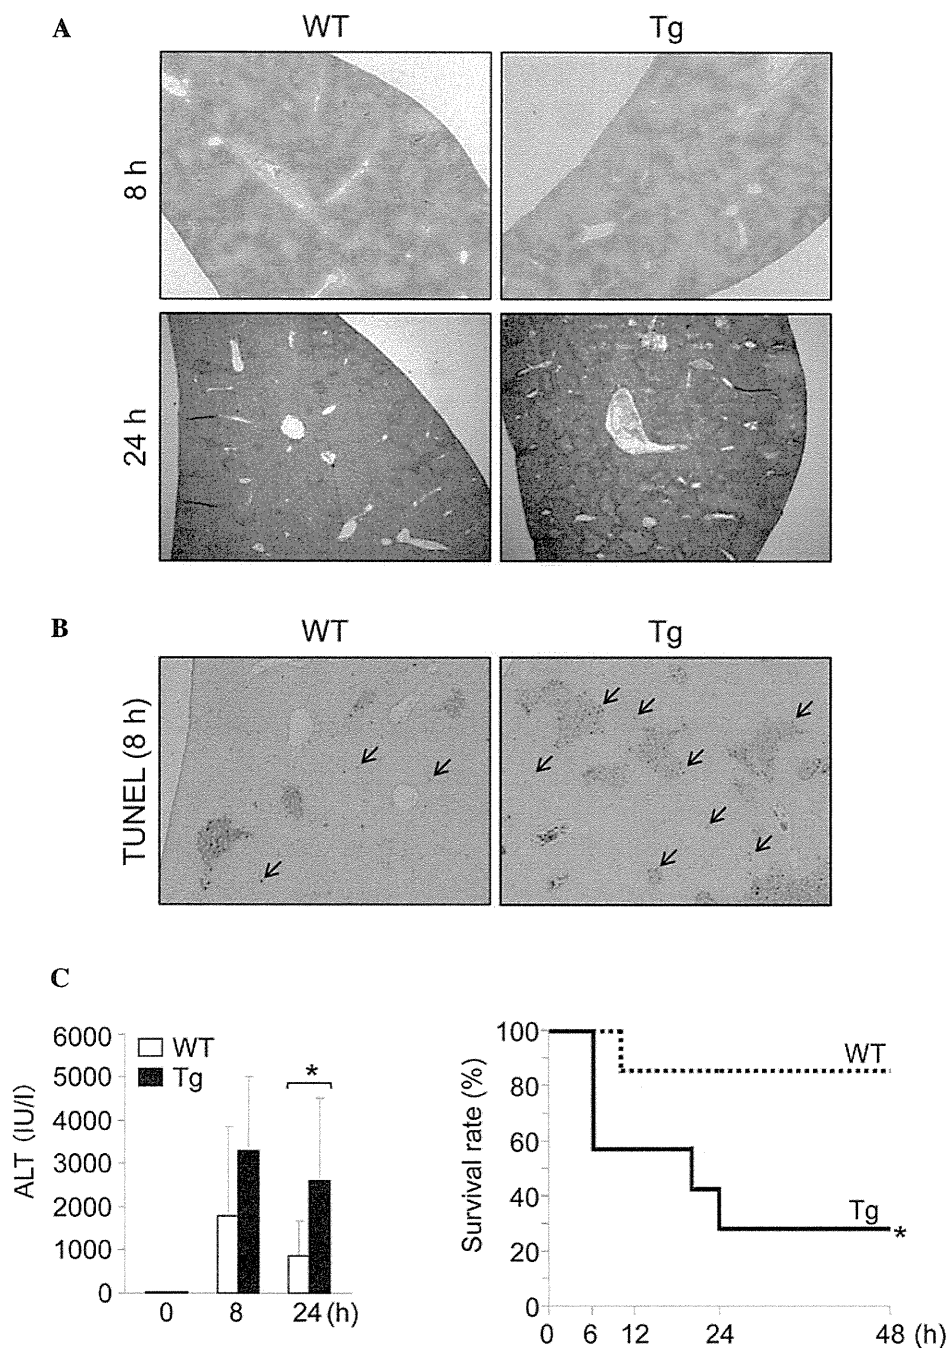 A
WT
Tg
8 h
24 h
B
WT
Tg
TUNEL (8 h)
C
6000
5000
4000
3000
2000
1000
0
ALT (IU/l)
WT
Tg
*
0 8 24 (h)
100
80
60
40
20
0
Survival rate (%)
WT
Tg
*
0 6 12 24 48 (h)